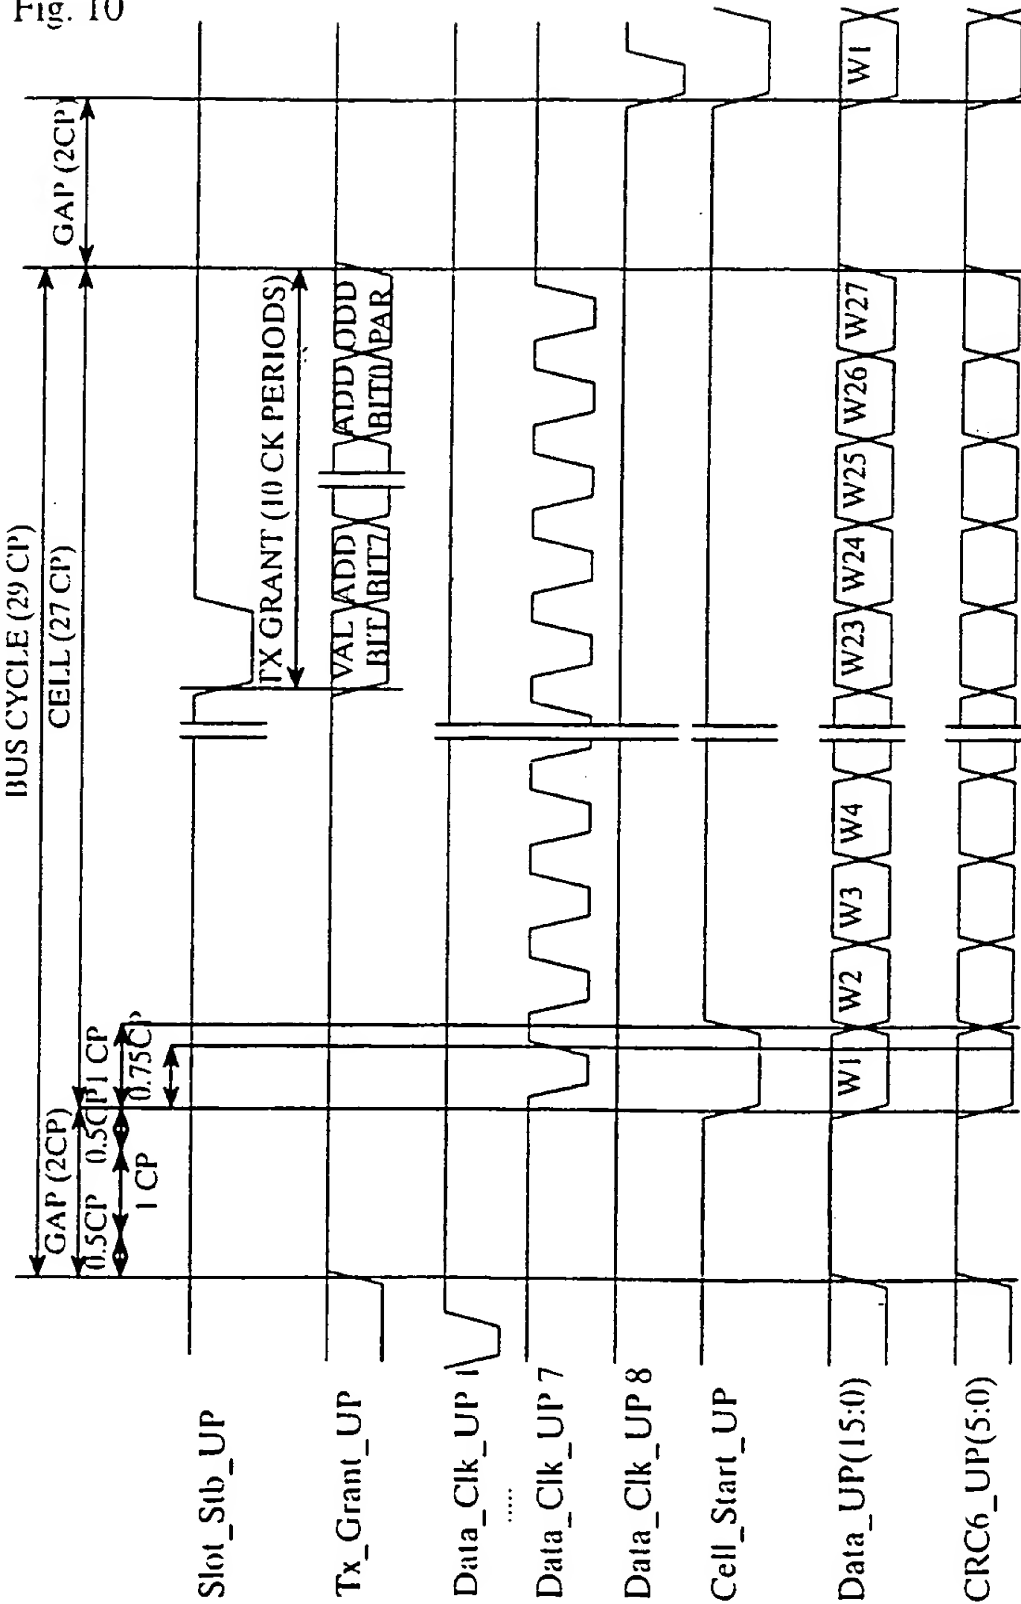 Fig. 10
BUS CYCLE (29 CP)
GAP (2CP)
CELL (27 CP)
GAP (2CP)
0.5CP
1 CP
0.5CP
1 CP
0.75CP
TX GRANT (10 CK PERIODS)
Slot_Stb_UP
Tx_Grant_UP
VAL BIT
ADD BIT7
ADD BIT0
ODD PAR
Data_Clk_UP 1
......
Data_Clk_UP 7
Data_Clk_UP 8
Cell_Start_UP
Data_UP(15:0)
W1
W2
W3
W4
W23
W24
W25
W26
W27
W1
CRC6_UP(5:0)